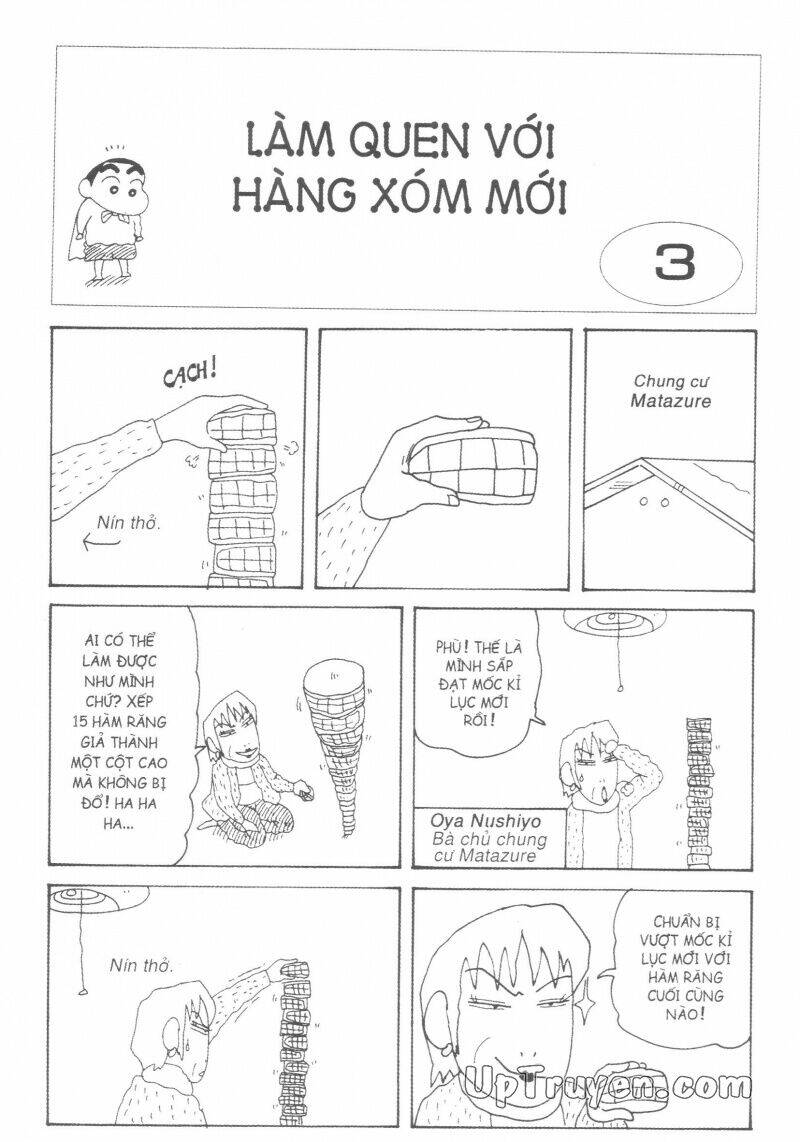 LÀM QUEN VỚI
HÀNG XÓM MỚI
3
Chung cư
Matazure
CẠCH!
Nín thở.
PHÙ! THẾ LÀ
MÌNH SẮP
ĐẠT MỐC KỈ
LỤC MỚI
RỒI!
Oya Nushiyo
Bà chủ chung
cư Matazure
AI CÓ THỂ
LÀM ĐƯỢC
NHƯ MÌNH
CHỨ? XẾP
15 HÀM RĂNG
GIẢ THÀNH
MỘT CỘT CAO
MÀ KHÔNG BỊ
ĐỔ! HA HA
HA...
CHUẨN BỊ
VƯỢT MỐC KỈ
LỤC MỚI VỚI
HÀM RĂNG
CUỐI CÙNG
NÀO!
Nín thở.
UpTruyen.com